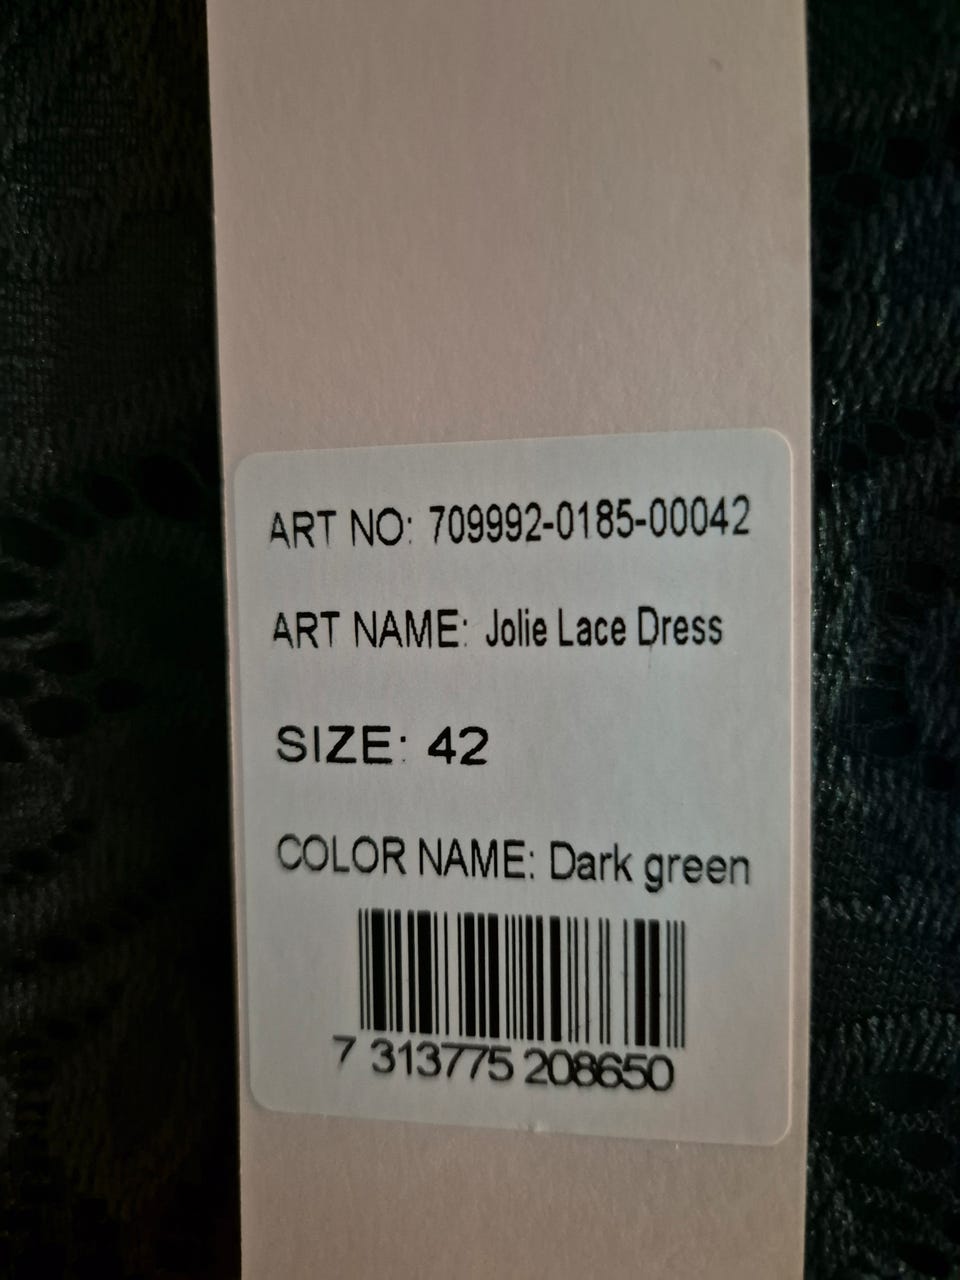 ART NO: 709992-0185-00042
ART NAME: Jolie Lace Dress
SIZE: 42
COLOR NAME: Dark green
7 313775 208650